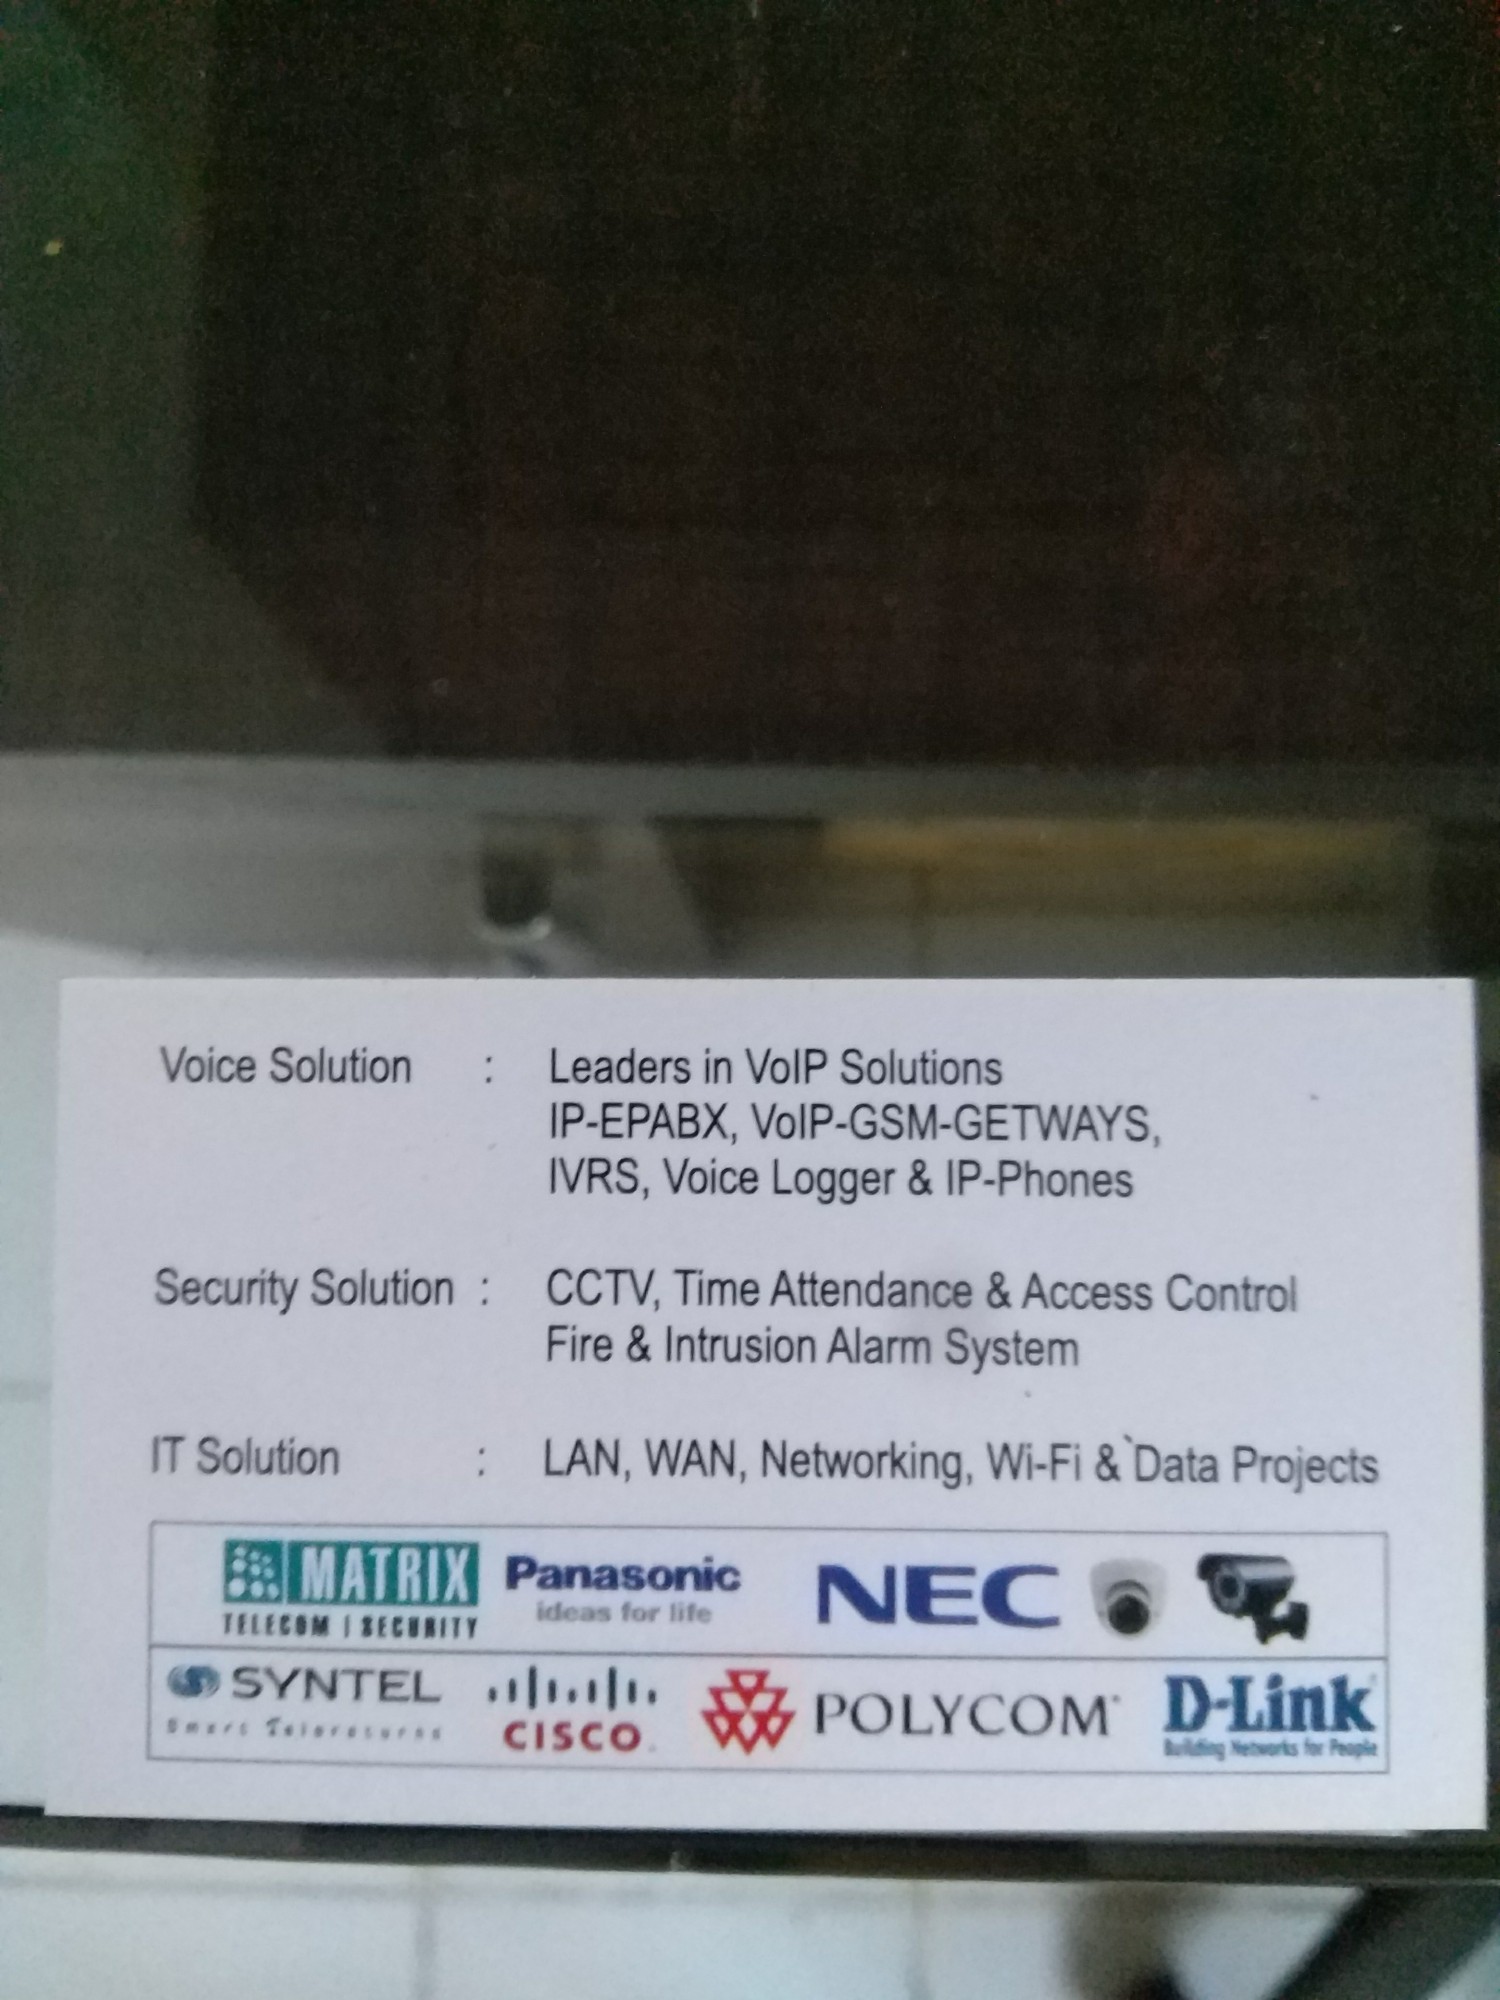 Voice Solution : Leaders in VoIP Solutions
IP-EPABX, VoIP-GSM-GETWAYS,
IVRS, Voice Logger & IP-Phones
Security Solution : CCTV, Time Attendance & Access Control
Fire & Intrusion Alarm System
IT Solution : LAN, WAN, Networking, Wi-Fi & Data Projects
MATRIX
TELECOM | SECURITY
Panasonic
ideas for life
NEC
SYNTEL
Smart
CISCO
POLYCOM
D-Link
Building Networks for People